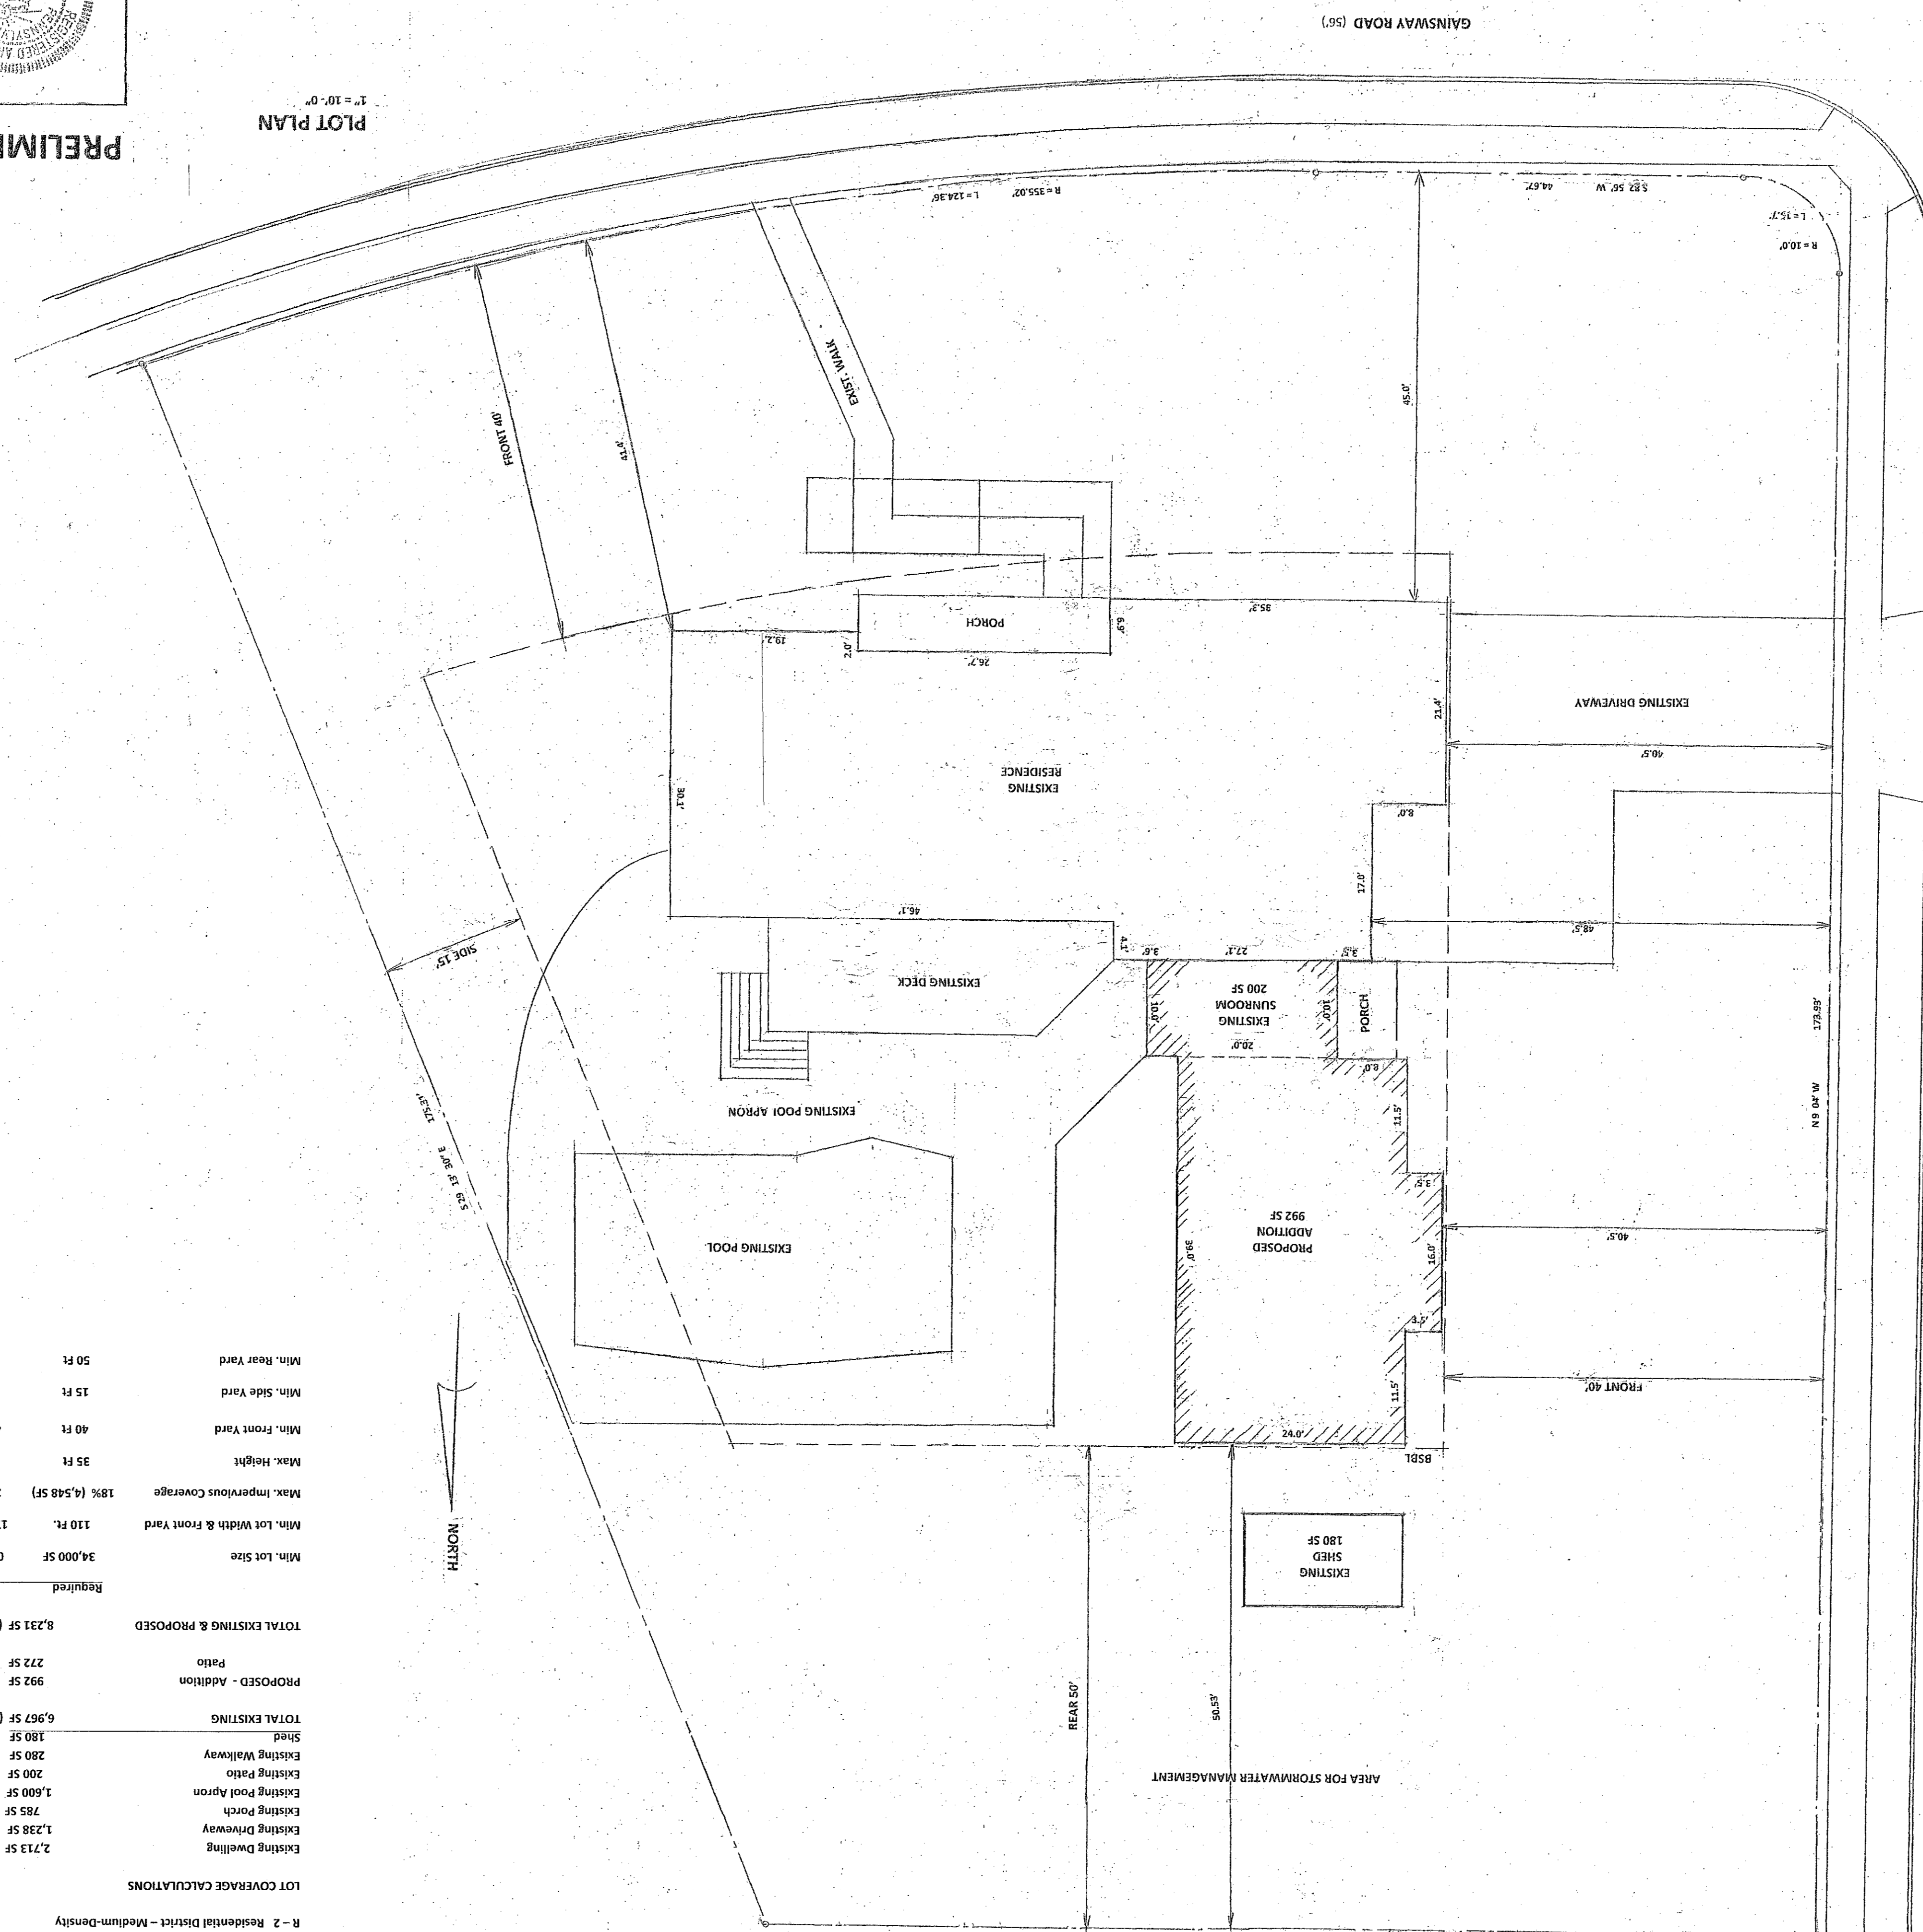 R – 2 Residential District – Medium-Density
LOT COVERAGE CALCULATIONS
Existing Dwelling 2,713 SF
Existing Driveway 1,238 SF
Existing Porch 785 SF
Existing Pool Apron 1,600 SF
Existing Patio 200 SF
Existing Walkway 280 SF
Shed 180 SF
TOTAL EXISTING 6,967 SF (
PROPOSED - Addition 992 SF
Patio 272 SF
TOTAL EXISTING & PROPOSED 8,231 SF (
Required
Min. Lot Size 34,000 SF
Min. Lot Width & Front Yard 110 Ft.
Max. Impervious Coverage 18% (4,548 SF)
Max. Height 35 Ft
Min. Front Yard 40 Ft
Min. Side Yard 15 Ft
Min. Rear Yard 50 Ft
AREA FOR STORMWATER MANAGEMENT
50.53'
REAR 50'
EXISTING
SHED
180 SF
NORTH
BSBL
24.0'
11.5'
FRONT 40'
3.5'
16.0'
40.5'
3.5'
11.5'
8.0'
39.0'
PROPOSED
ADDITION
992 SF
EXISTING POOL
S 29 13' 30" E
175.31'
N 9 04' W
173.93'
EXISTING POOL APRON
20.0'
EXISTING
SUNROOM
200 SF
10.0'
10.0'
PORCH
3.5'
27.1'
3.6'
4.1'
EXISTING DECK
SIDE 15'
48.5'
17.0'
46.1'
8.0'
30.1'
EXISTING
RESIDENCE
40.5'
21.4'
EXISTING DRIVEWAY
26.7'
2.0'
19.2'
PORCH
6.9'
35.3'
41.4'
FRONT 40'
45.0'
EXIST. WALK
R = 10.0'
L = 15.7'
S 82 56' W 44.67'
R = 355.02' L = 124.36'
PRELIM
PLOT PLAN
1" = 10'- 0"
REGISTERED
GAINSWAY ROAD (56')